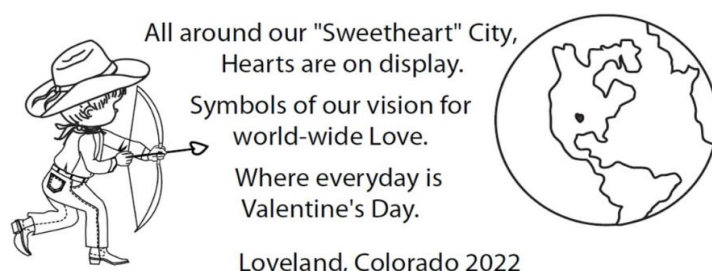 All around our "Sweetheart" City,
Hearts are on display.
Symbols of our vision for
world-wide Love.
Where everyday is
Valentine's Day.
Loveland, Colorado 2022